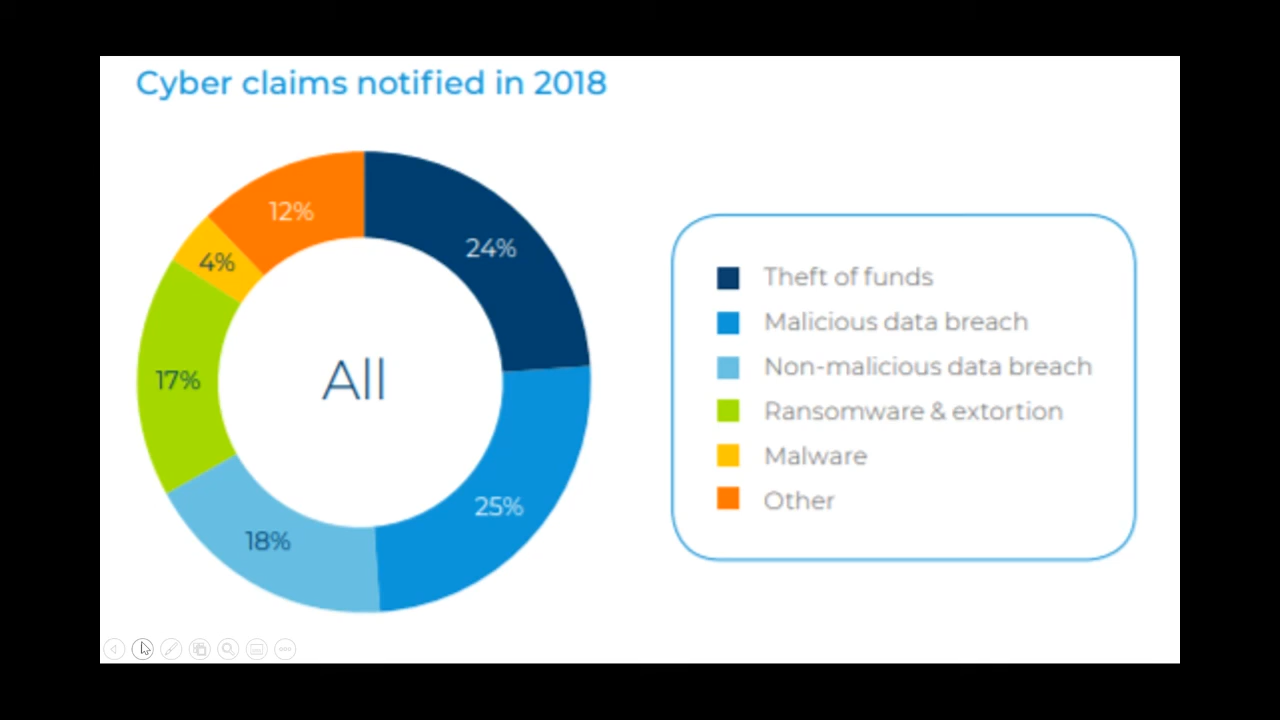 Cyber claims notified in 2018
12%
24%
4%
17%
All
25%
18%
Theft of funds
Malicious data breach
Non-malicious data breach
Ransomware & extortion
Malware
Other